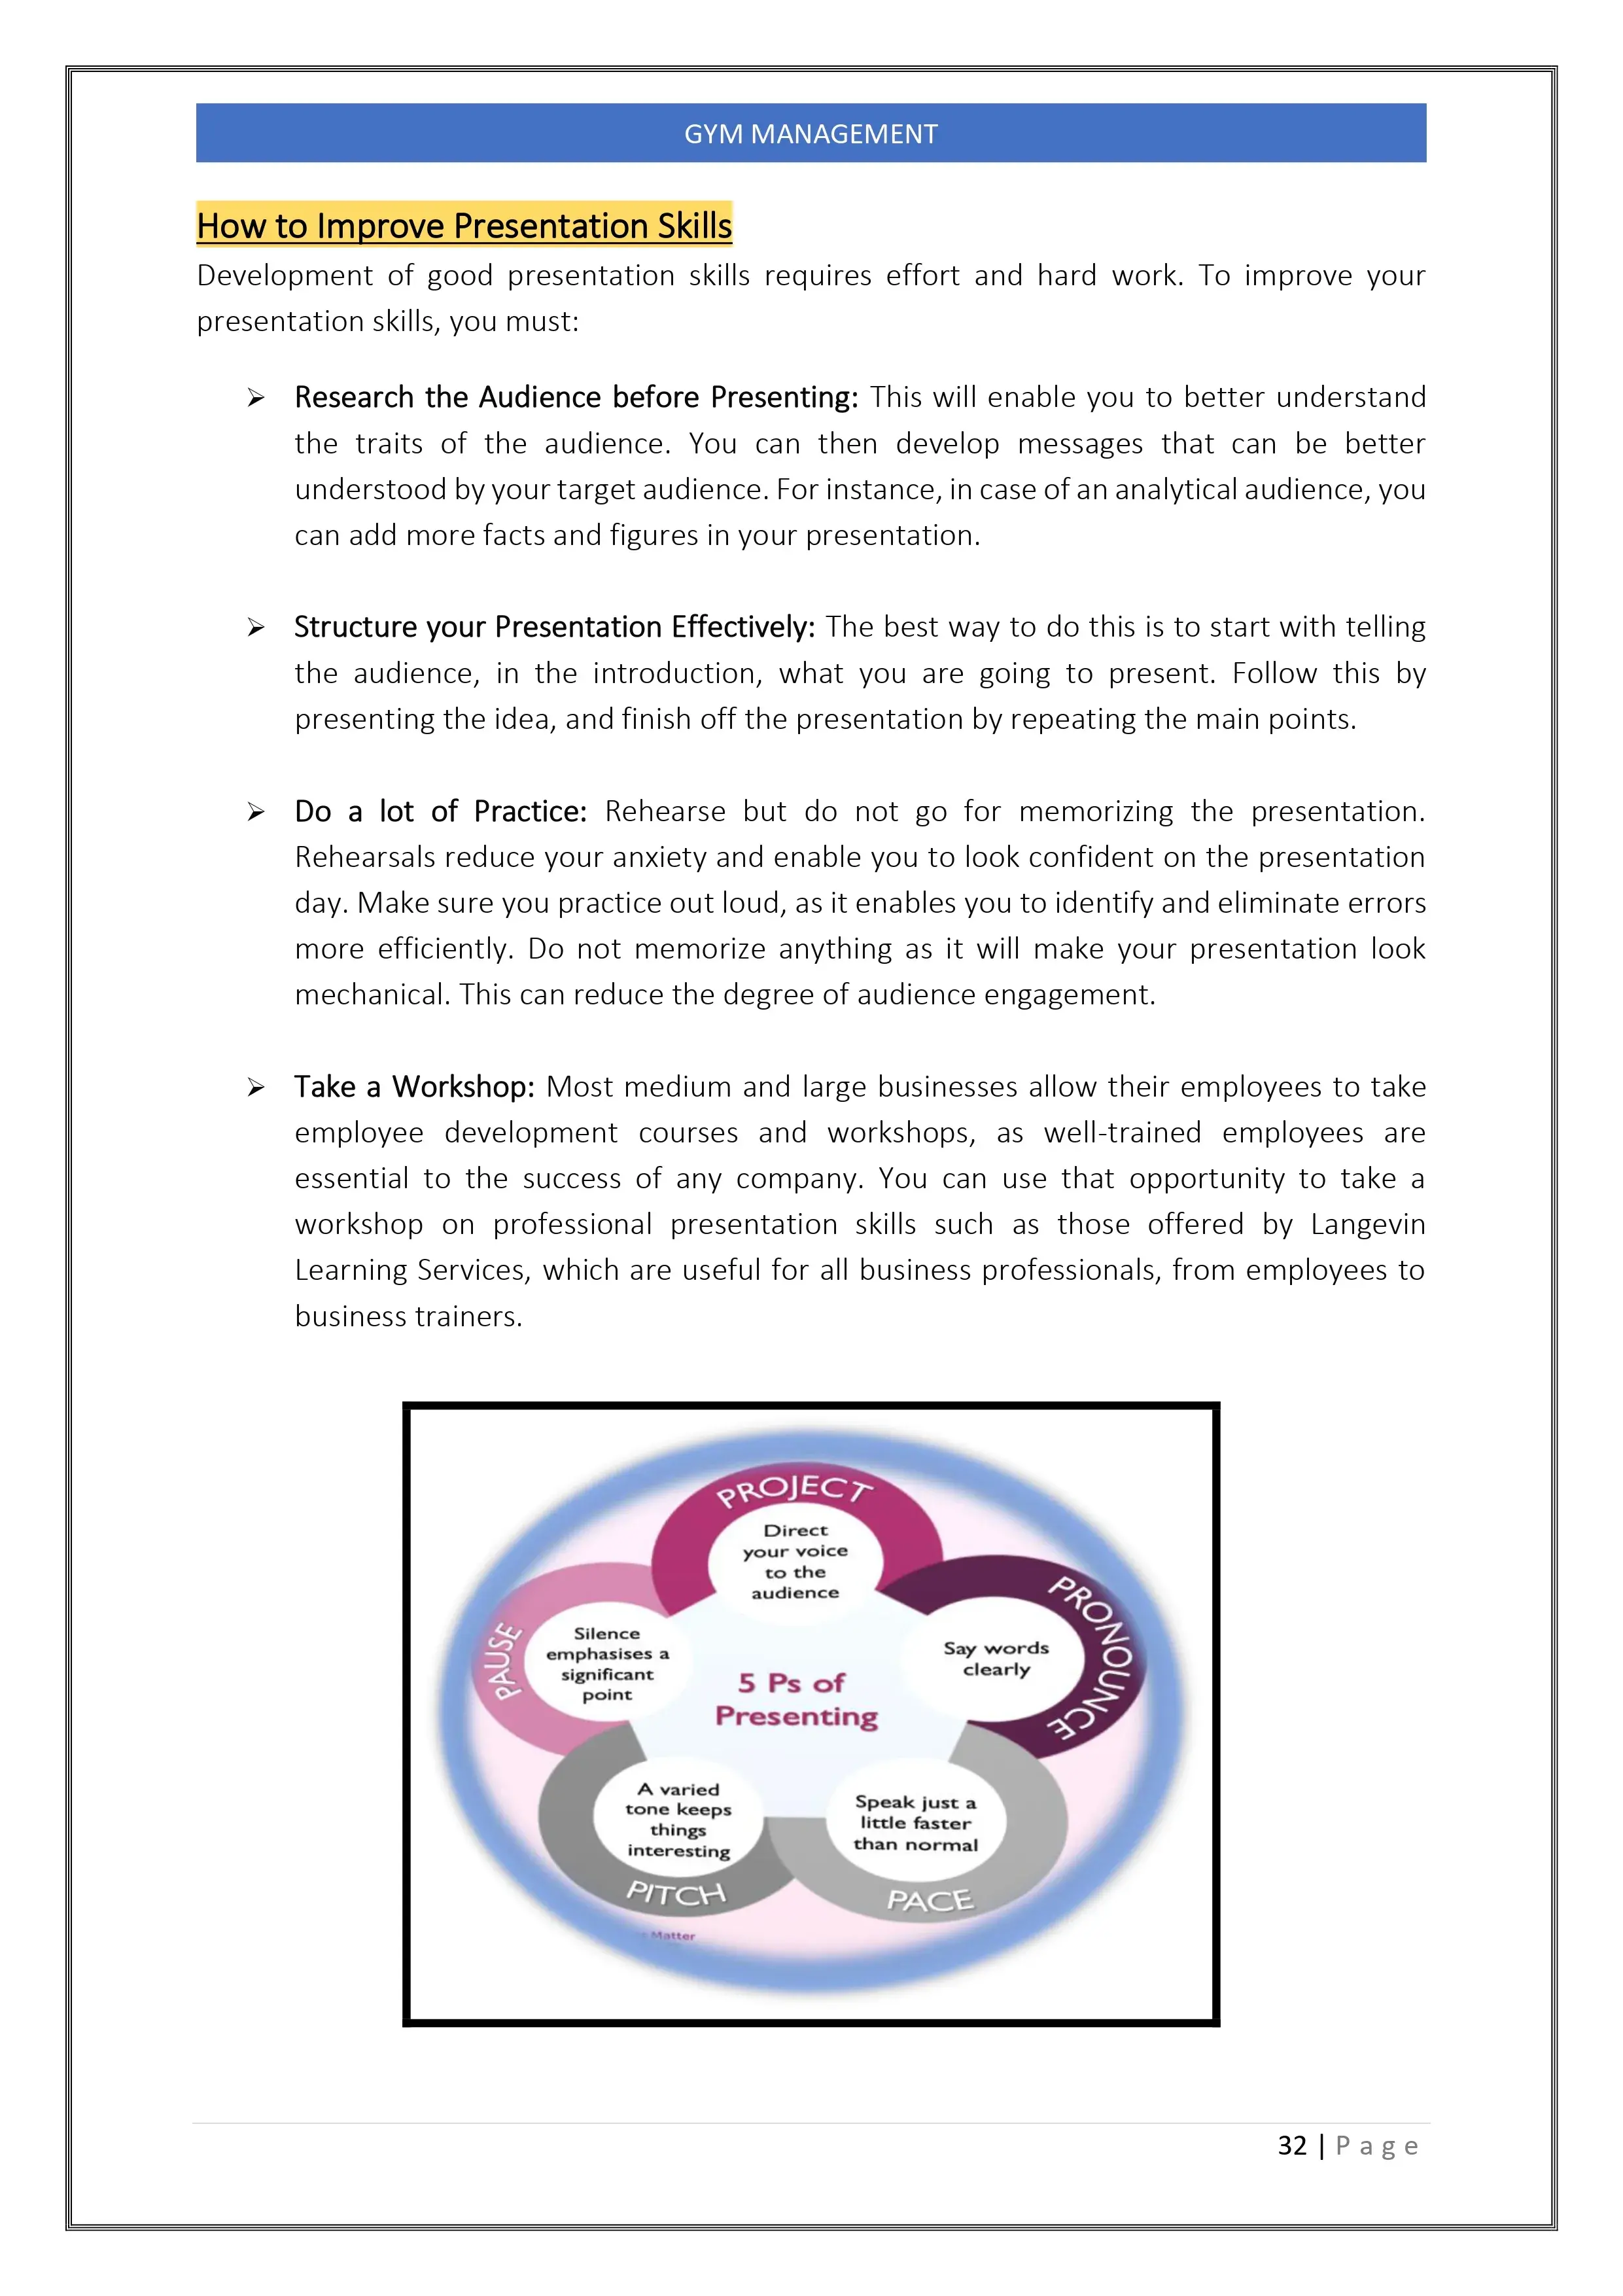 GYM MANAGEMENT
How to Improve Presentation Skills
Development of good presentation skills requires effort and hard work. To improve your
presentation skills, you must:
➢ Research the Audience before Presenting: This will enable you to better understand
the traits of the audience. You can then develop messages that can be better
understood by your target audience. For instance, in case of an analytical audience, you
can add more facts and figures in your presentation.
➢ Structure your Presentation Effectively: The best way to do this is to start with telling
the audience, in the introduction, what you are going to present. Follow this by
presenting the idea, and finish off the presentation by repeating the main points.
➢ Do a lot of Practice: Rehearse but do not go for memorizing the presentation.
Rehearsals reduce your anxiety and enable you to look confident on the presentation
day. Make sure you practice out loud, as it enables you to identify and eliminate errors
more efficiently. Do not memorize anything as it will make your presentation look
mechanical. This can reduce the degree of audience engagement.
➢ Take a Workshop: Most medium and large businesses allow their employees to take
employee development courses and workshops, as well-trained employees are
essential to the success of any company. You can use that opportunity to take a
workshop on professional presentation skills such as those offered by Langevin
Learning Services, which are useful for all business professionals, from employees to
business trainers.
PROJECT
Direct
your voice
to the
audience
PRONOUNCE
Say words
clearly
PAUSE
Silence
emphasises a
significant
point
5 Ps of
Presenting
A varied
tone keeps
things
interesting
PITCH
Speak just a
little faster
than normal
PACE
Matter
32 | Page